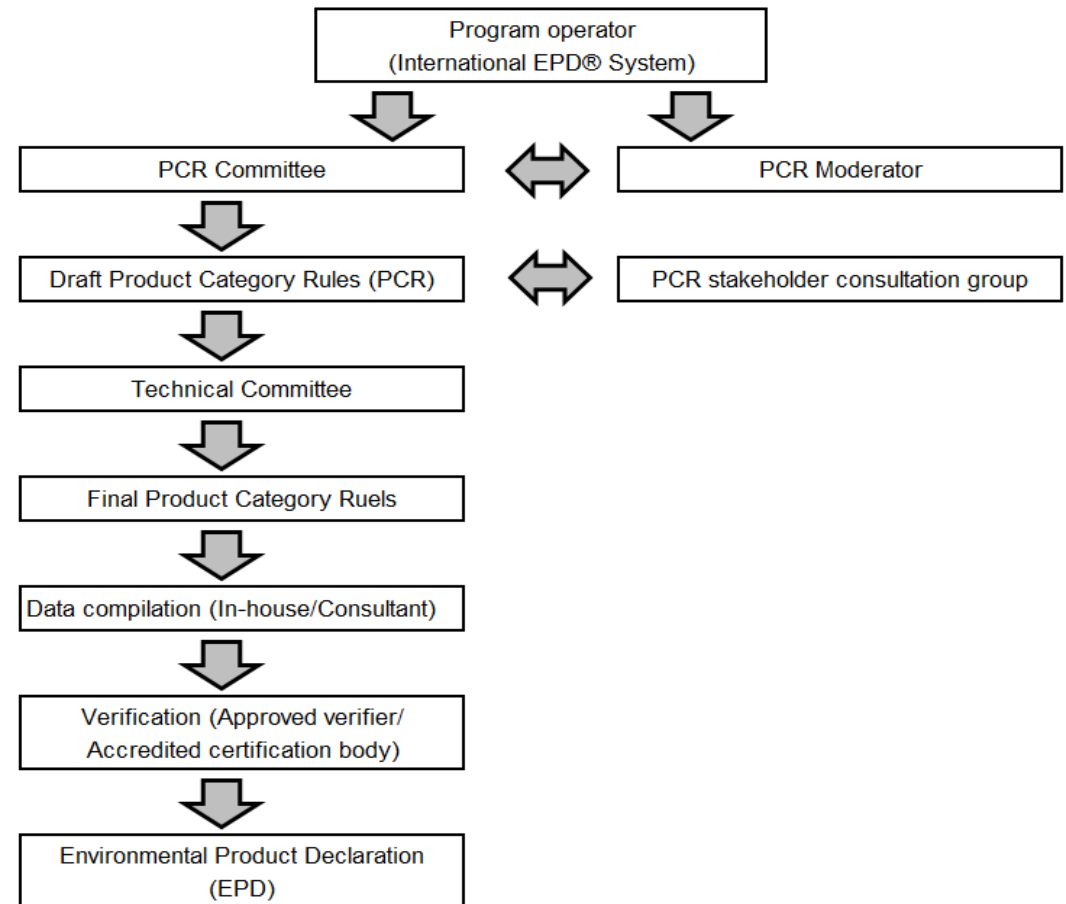 Program operator
(International EPD® System)
PCR Committee
PCR Moderator
Draft Product Category Rules (PCR)
PCR stakeholder consultation group
Technical Committee
Final Product Category Ruels
Data compilation (In-house/Consultant)
Verification (Approved verifier/
Accredited certification body)
Environmental Product Declaration
(EPD)